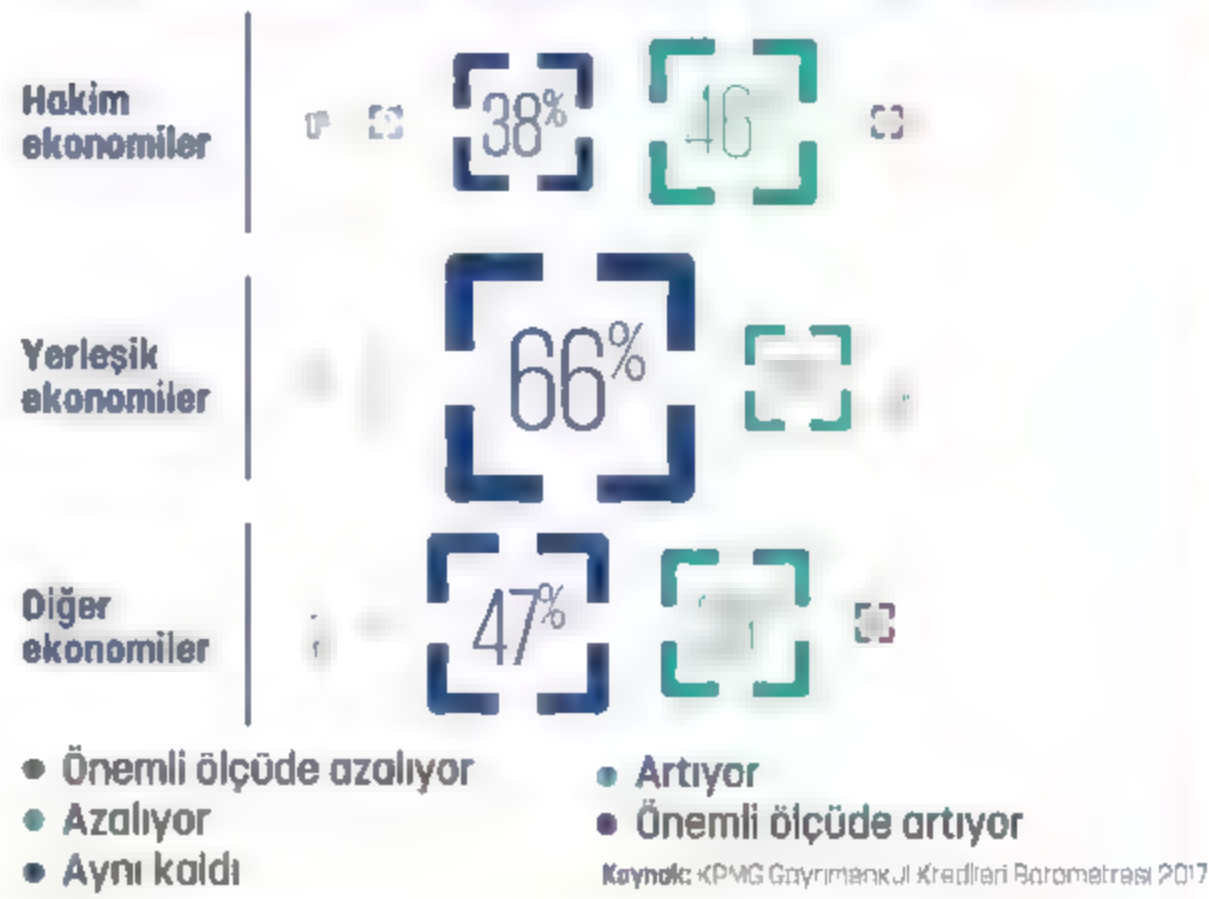 Hakim
ekonomiler
38%
46
Yerleşik
ekonomiler
66%
Diğer
ekonomiler
47%
Önemli ölçüde azalıyor
Azalıyor
Aynı kaldı
Artıyor
Önemli ölçüde artıyor
Kaynak: KPMG Gayrimenkul Kredileri Barometresi 2017